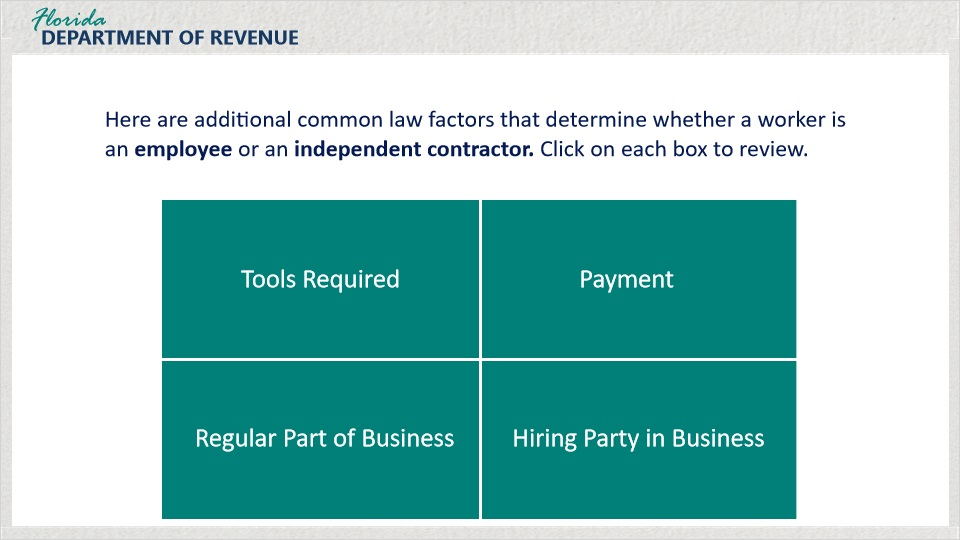 Florida
DEPARTMENT OF REVENUE
Here are additional common law factors that determine whether a worker is
an employee or an independent contractor. Click on each box to review.
Tools Required
Payment
Regular Part of Business
Hiring Party in Business